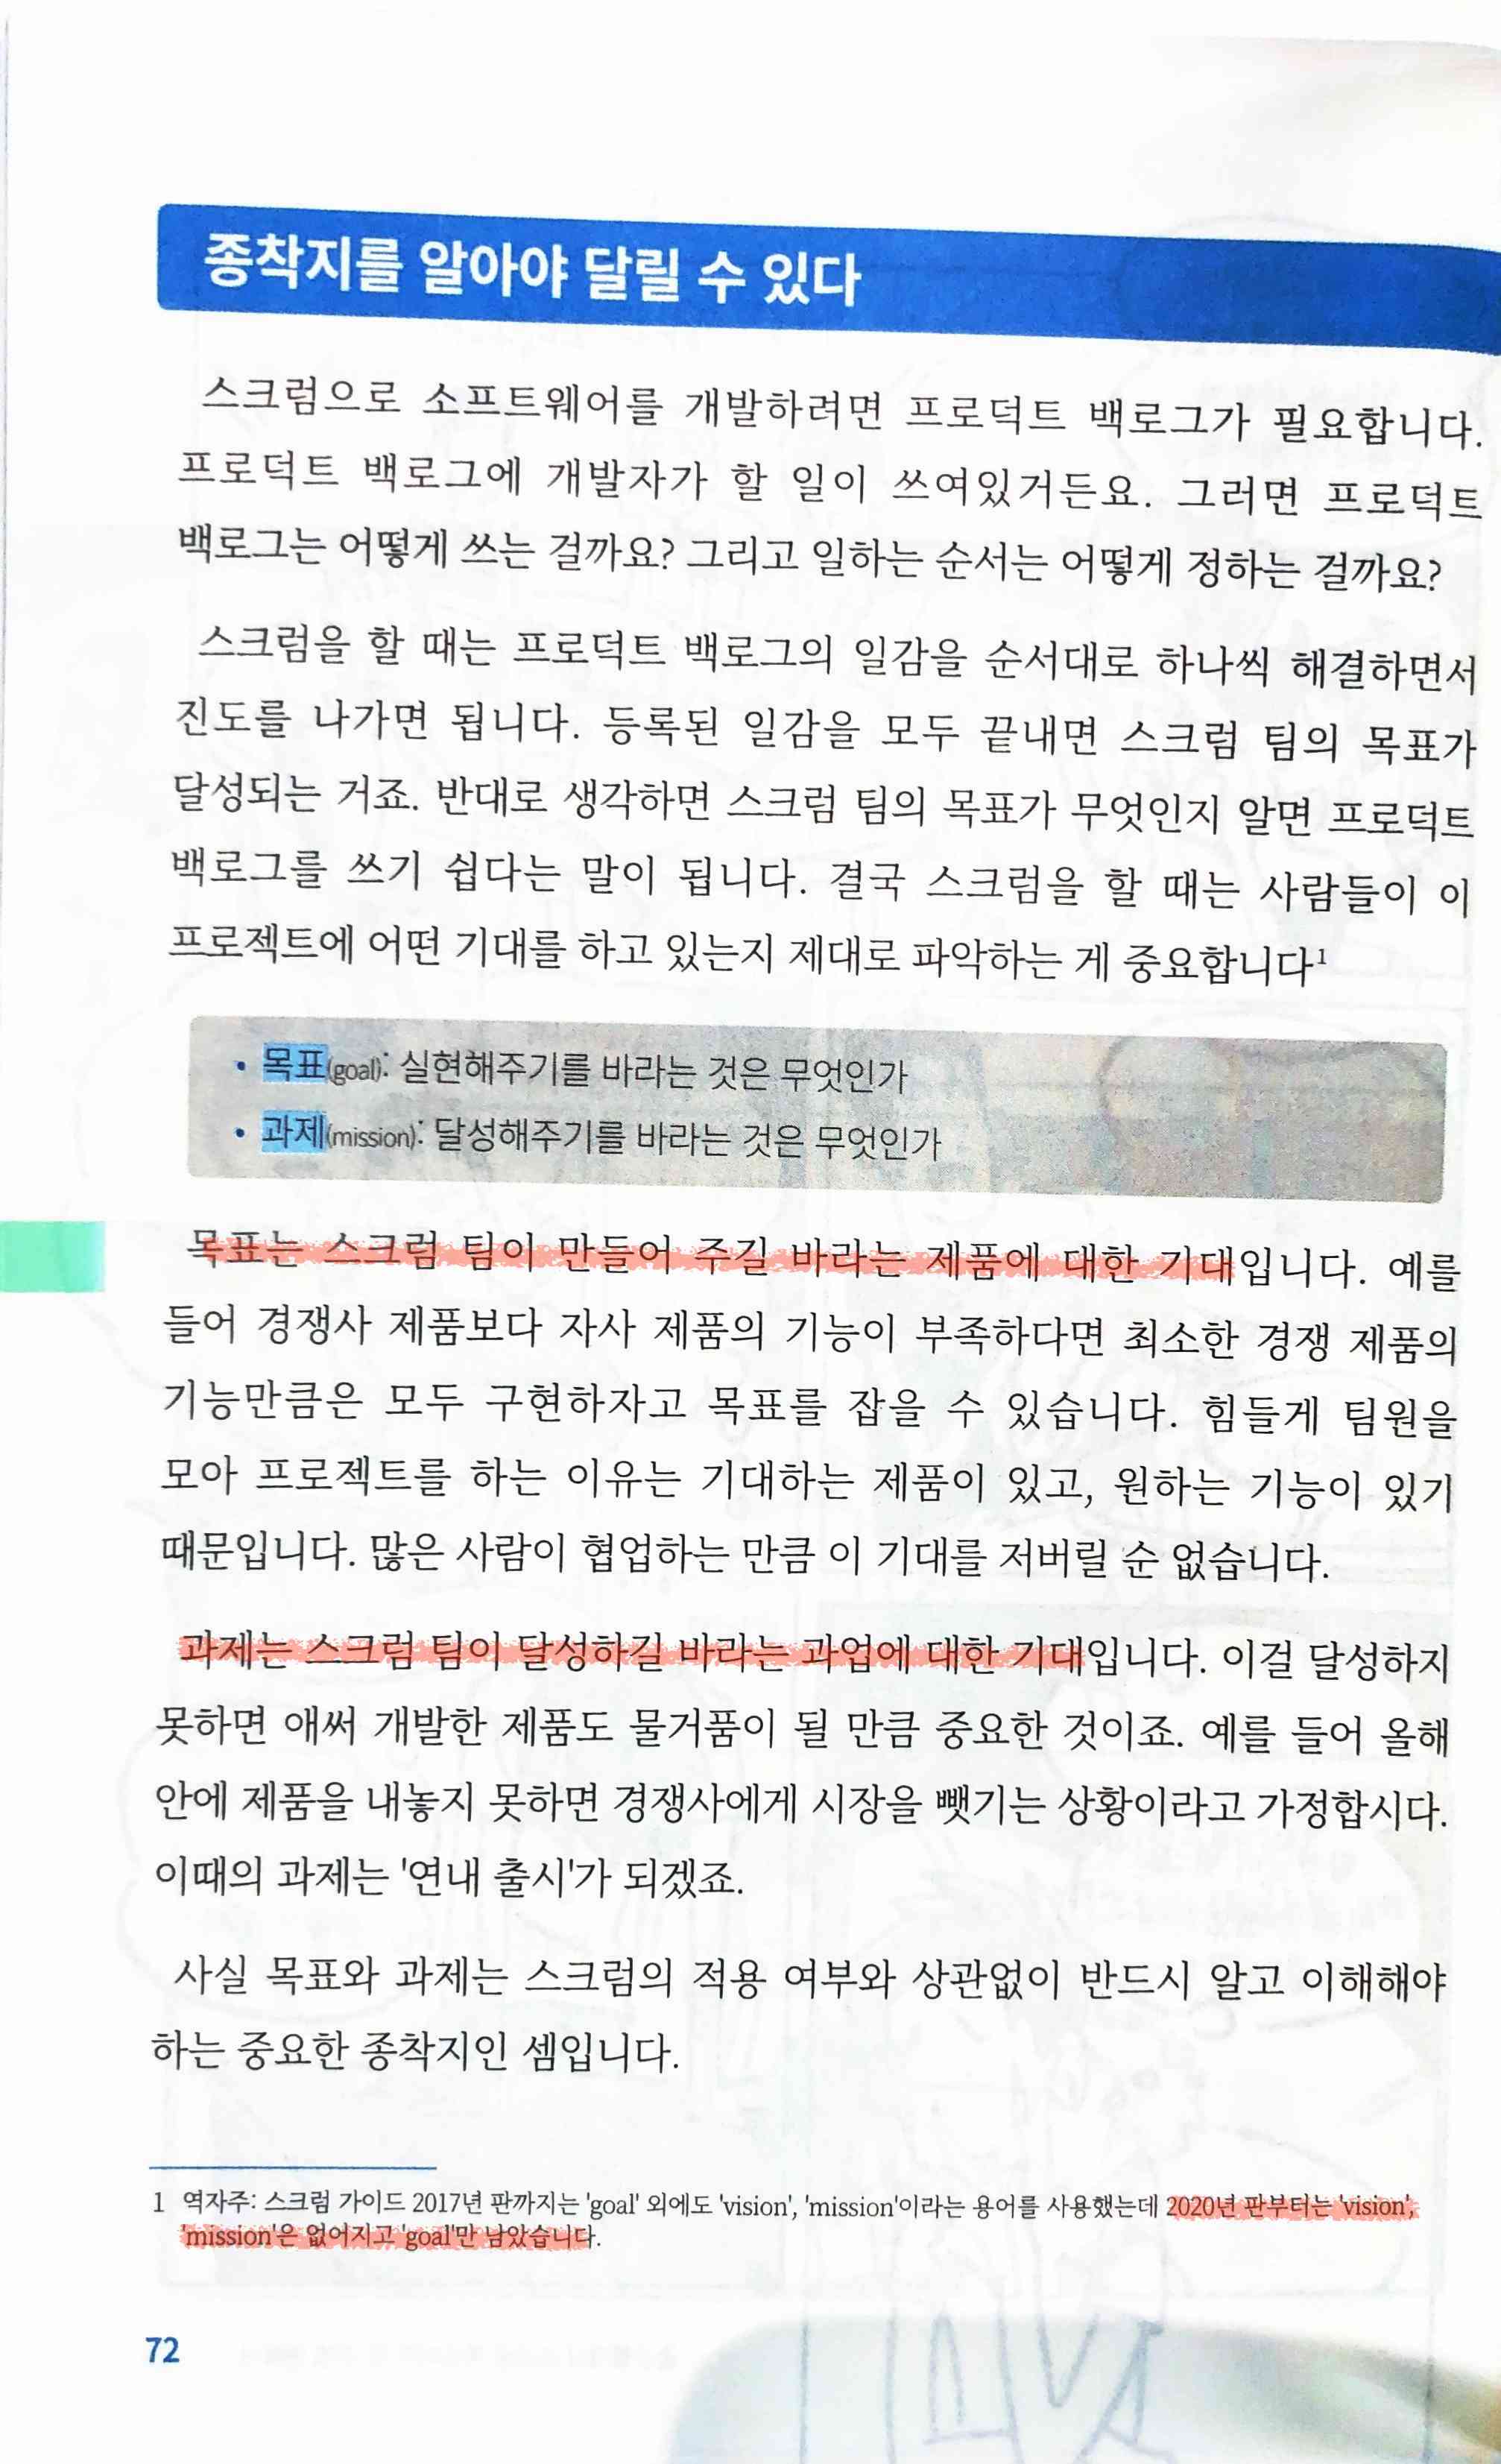 종착지를 알아야 달릴 수 있다
스크럼으로 소프트웨어를 개발하려면 프로덕트 백로그가 필요합니다.
프로덕트 백로그에 개발자가 할 일이 쓰여있거든요. 그러면 프로덕트
백로그는 어떻게 쓰는 걸까요? 그리고 일하는 순서는 어떻게 정하는 걸까요?
스크럼을 할 때는 프로덕트 백로그의 일감을 순서대로 하나씩 해결하면서
진도를 나가면 됩니다. 등록된 일감을 모두 끝내면 스크럼 팀의 목표가
달성되는 거죠. 반대로 생각하면 스크럼 팀의 목표가 무엇인지 알면 프로덕트
백로그를 쓰기 쉽다는 말이 됩니다. 결국 스크럼을 할 때는 사람들이 이
프로젝트에 어떤 기대를 하고 있는지 제대로 파악하는 게 중요합니다1
• 목표(goal): 실현해주기를 바라는 것은 무엇인가
• 과제(mission): 달성해주기를 바라는 것은 무엇인가
목표는 스크럼 팀이 만들어 주길 바라는 제품에 대한 기대입니다. 예를
들어 경쟁사 제품보다 자사 제품의 기능이 부족하다면 최소한 경쟁 제품의
기능만큼은 모두 구현하자고 목표를 잡을 수 있습니다. 힘들게 팀원을
모아 프로젝트를 하는 이유는 기대하는 제품이 있고, 원하는 기능이 있기
때문입니다. 많은 사람이 협업하는 만큼 이 기대를 저버릴 순 없습니다.
과제는 스크럼 팀이 달성하길 바라는 과업에 대한 기대입니다. 이걸 달성하지
못하면 애써 개발한 제품도 물거품이 될 만큼 중요한 것이죠. 예를 들어 올해
안에 제품을 내놓지 못하면 경쟁사에게 시장을 뺏기는 상황이라고 가정합시다.
이때의 과제는 '연내 출시'가 되겠죠.
사실 목표와 과제는 스크럼의 적용 여부와 상관없이 반드시 알고 이해해야
하는 중요한 종착지인 셈입니다.
1 역자주: 스크럼 가이드 2017년 판까지는 'goal' 외에도 'vision', 'mission'이라는 용어를 사용했는데 2020년 판부터는 'vision',
'mission'은 없어지고 'goal'만 남았습니다.
72